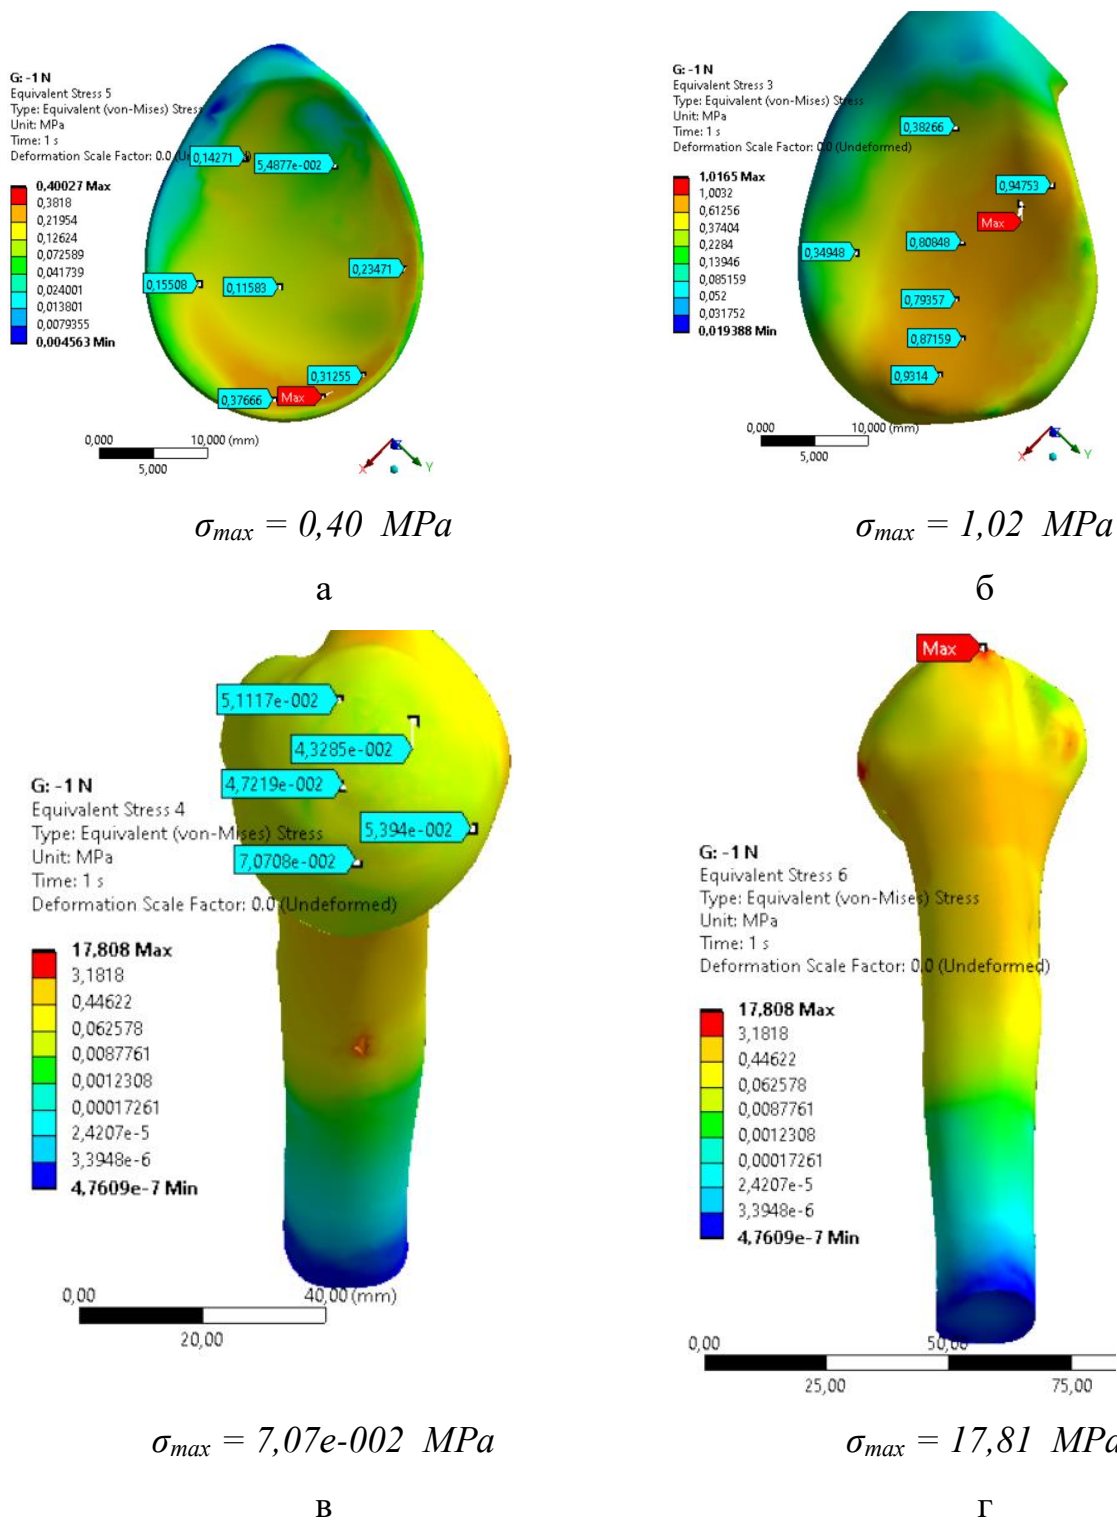 G: -1 N
Equivalent Stress 5
Type: Equivalent (von-Mises) Stress
Unit: MPa
Time: 1 s
Deformation Scale Factor: 0.0 (Undeformed)
0,40027 Max
0,3818
0,21954
0,12624
0,072589
0,041739
0,024001
0,013801
0,0079355
0,004563 Min
0,14271
5,4877e-002
0,15508
0,11583
0,23471
0,31255
0,37666
Max
0,000
10,000 (mm)
5,000
X
Z
Y
σmax = 0,40 MPa
а
G: -1 N
Equivalent Stress 3
Type: Equivalent (von-Mises) Stress
Unit: MPa
Time: 1 s
Deformation Scale Factor: 0.0 (Undeformed)
1,0165 Max
1,0032
0,61256
0,37404
0,2284
0,13946
0,085159
0,052
0,031752
0,019388 Min
0,38266
0,94753
Max
0,80848
0,34948
0,79357
0,87159
0,9314
0,000
10,000 (mm)
5,000
X
Z
Y
σmax = 1,02 MPa
б
G: -1 N
Equivalent Stress 4
Type: Equivalent (von-Mises) Stress
Unit: MPa
Time: 1 s
Deformation Scale Factor: 0.0 (Undeformed)
17,808 Max
3,1818
0,44622
0,062578
0,0087761
0,0012308
0,00017261
2,4207e-5
3,3948e-6
4,7609e-7 Min
5,1117e-002
4,3285e-002
4,7219e-002
5,394e-002
7,0708e-002
0,00
40,00 (mm)
20,00
σmax = 7,07e-002 MPa
в
Max
G: -1 N
Equivalent Stress 6
Type: Equivalent (von-Mises) Stress
Unit: MPa
Time: 1 s
Deformation Scale Factor: 0.0 (Undeformed)
17,808 Max
3,1818
0,44622
0,062578
0,0087761
0,0012308
0,00017261
2,4207e-5
3,3948e-6
4,7609e-7 Min
0,00
50,00
25,00
75,00
σmax = 17,81 MPa
г